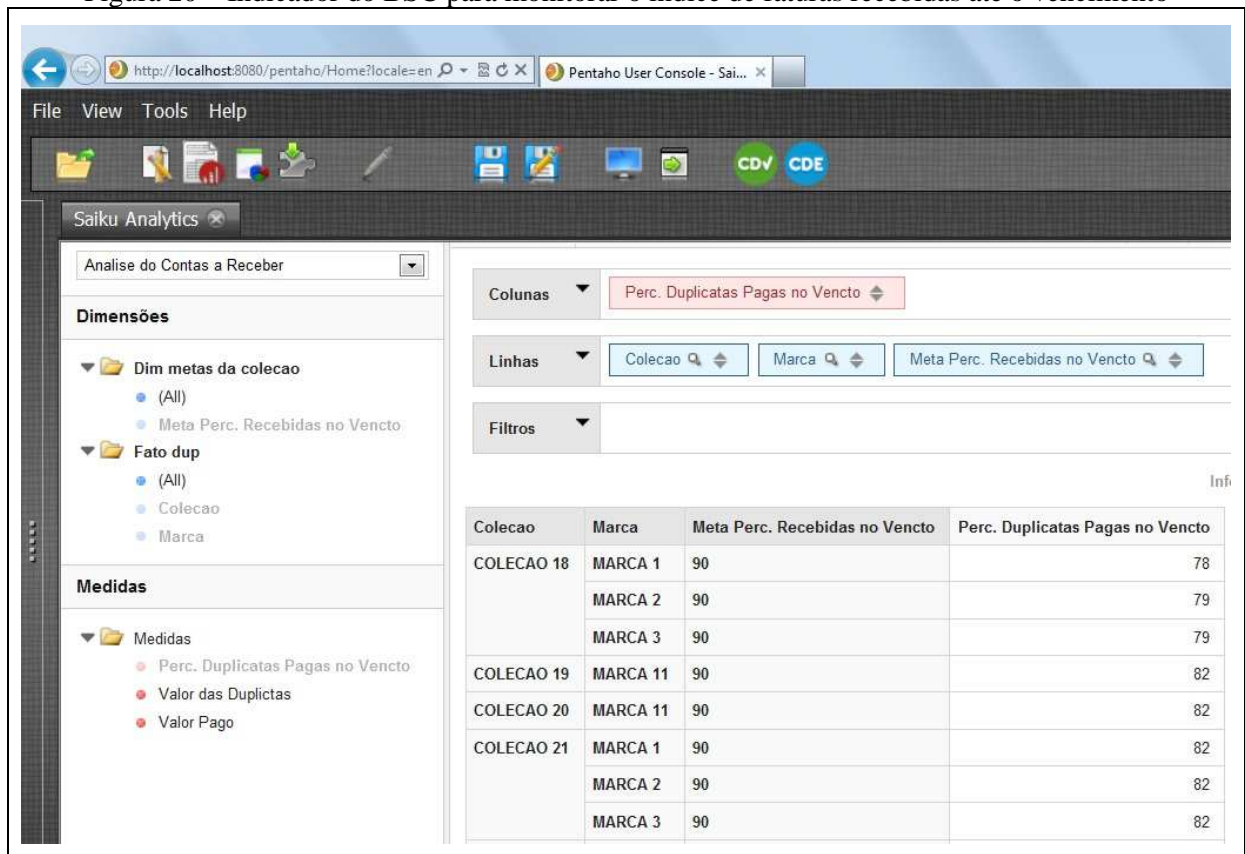 Figura 20 – Indicador do BSC para monitorar o índice de faturas recebidas até o vencimento
http://localhost:8080/pentaho/Home?locale=en
Pentaho User Console - Sai...
File View Tools Help
CDV CDE
Saiku Analytics
Analise do Contas a Receber
Dimensões
Dim metas da colecao
(All)
Meta Perc. Recebidas no Vencto
Fato dup
(All)
Colecao
Marca
Medidas
Medidas
Perc. Duplicatas Pagas no Vencto
Valor das Duplictas
Valor Pago
Colunas Perc. Duplicatas Pagas no Vencto
Linhas Colecao Marca Meta Perc. Recebidas no Vencto
Filtros
Colecao Marca Meta Perc. Recebidas no Vencto Perc. Duplicatas Pagas no Vencto
COLECAO 18 MARCA 1 90 78
MARCA 2 90 79
MARCA 3 90 79
COLECAO 19 MARCA 11 90 82
COLECAO 20 MARCA 11 90 82
COLECAO 21 MARCA 1 90 82
MARCA 2 90 82
MARCA 3 90 82